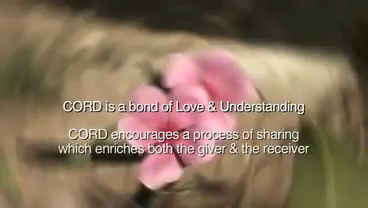 CORD is a bond of Love & Understanding
CORD encourages a process of sharing
which enriches both the giver & the receiver